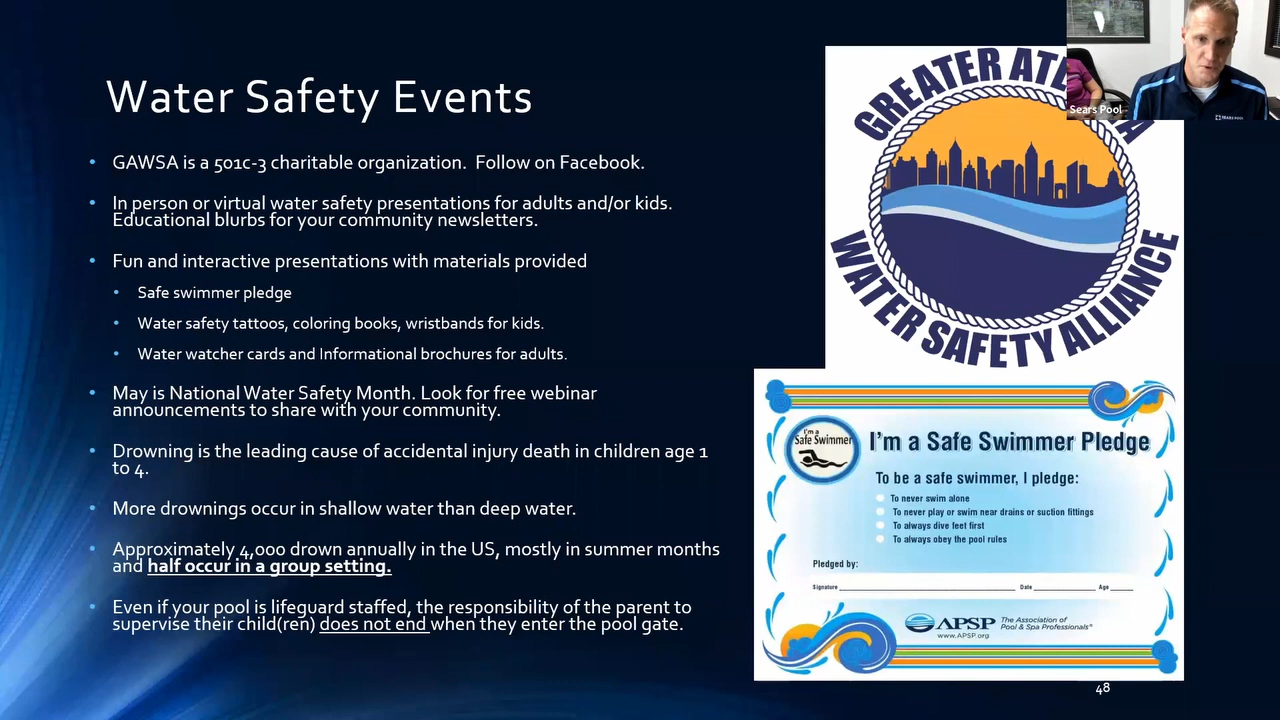 Water Safety Events
GAWSA is a 501c-3 charitable organization. Follow on Facebook.
In person or virtual water safety presentations for adults and/or kids.
Educational blurbs for your community newsletters.
Fun and interactive presentations with materials provided
Safe swimmer pledge
Water safety tattoos, coloring books, wristbands for kids.
Water watcher cards and Informational brochures for adults.
May is National Water Safety Month. Look for free webinar
announcements to share with your community.
Drowning is the leading cause of accidental injury death in children age 1
to 4.
More drownings occur in shallow water than deep water.
Approximately 4,000 drown annually in the US, mostly in summer months
and half occur in a group setting.
Even if your pool is lifeguard staffed, the responsibility of the parent to
supervise their child(ren) does not end when they enter the pool gate.
GREATER
WATER SAFETY ALLIANCE
Sears Pool
SEARS POOL
I'm a
Safe Swimmer
I'm a Safe Swimmer Pledge
To be a safe swimmer, I pledge:
To never swim alone
To never play or swim near drains or suction fittings
To always dive feet first
To always obey the pool rules
Pledged by:
Signature Date Age
APSP The Association of
Pool & Spa Professionals®
www.APSP.org
48